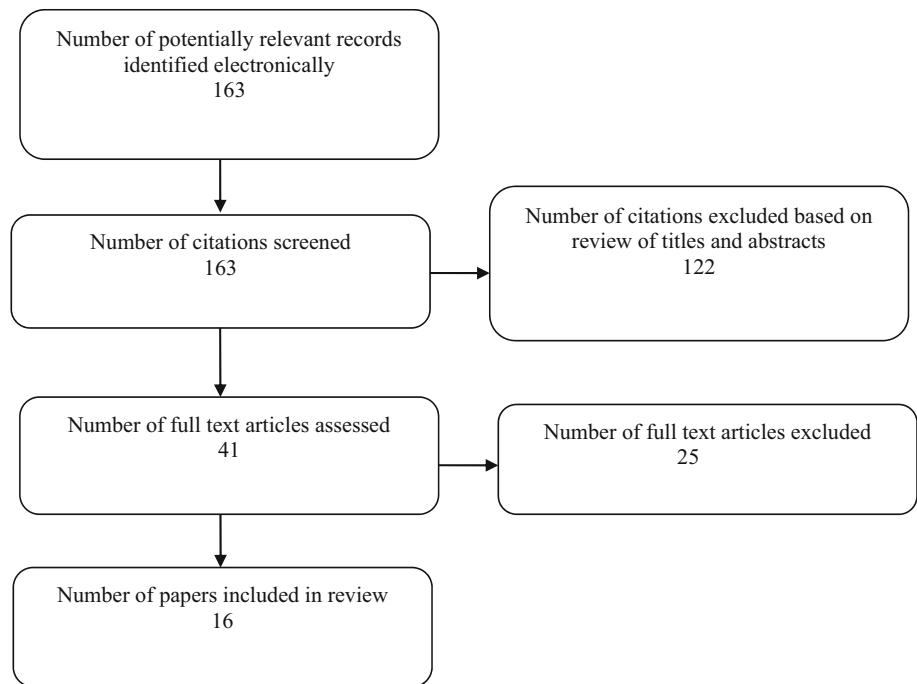 Number of potentially relevant records
identified electronically
163
Number of citations screened
163
Number of citations excluded based on
review of titles and abstracts
122
Number of full text articles assessed
41
Number of full text articles excluded
25
Number of papers included in review
16